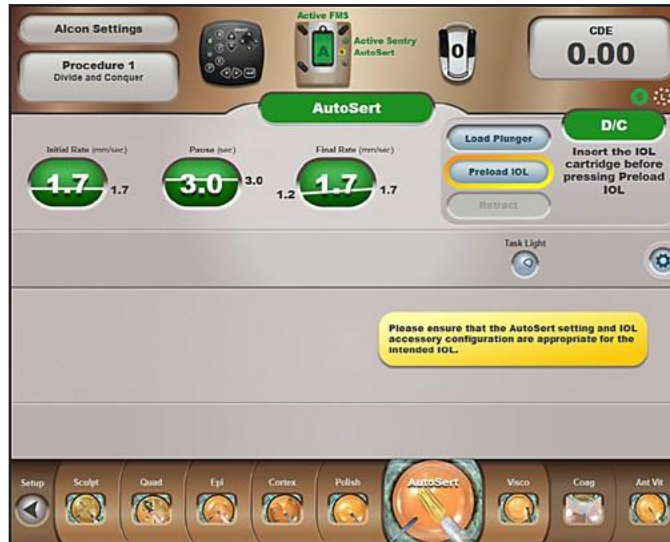 Alcon Settings
Procedure 1
Divide and Conquer
Active FMS
A
Active Sentry
AutoSert
0
CDE
0.00
S
AutoSert
Initial Rate (mm/sec)
1.7
1.7
Pause (sec)
3.0
3.0
Final Rate (mm/sec)
1.2
1.7
1.7
Load Plunger
Preload IOL
Retract
D/C
Insert the IOL
cartridge before
pressing Preload
IOL
Task Light
Please ensure that the AutoSert setting and IOL
accessory configuration are appropriate for the
intended IOL.
Setup
Sculpt
Quad
Epi
Cortex
Polish
AutoSert
Visco
Coag
Ant Vit